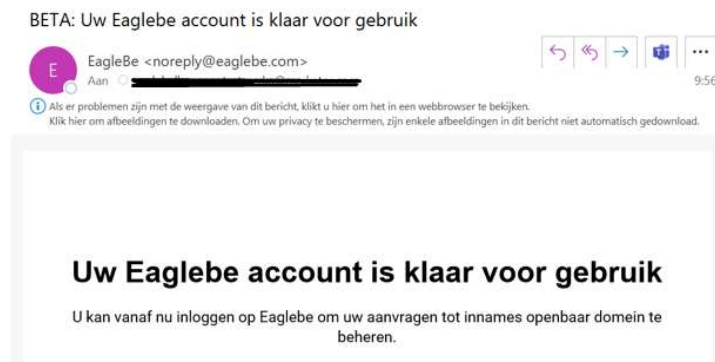 BETA: Uw Eaglebe account is klaar voor gebruik
E
EagleBe <noreply@eaglebe.com>
Aan
9:56
Als er problemen zijn met de weergave van dit bericht, klikt u hier om het in een webbrowser te bekijken.
Klik hier om afbeeldingen te downloaden. Om uw privacy te beschermen, zijn enkele afbeeldingen in dit bericht niet automatisch gedownload.
Uw Eaglebe account is klaar voor gebruik
U kan vanaf nu inloggen op Eaglebe om uw aanvragen tot innames openbaar domein te
beheren.